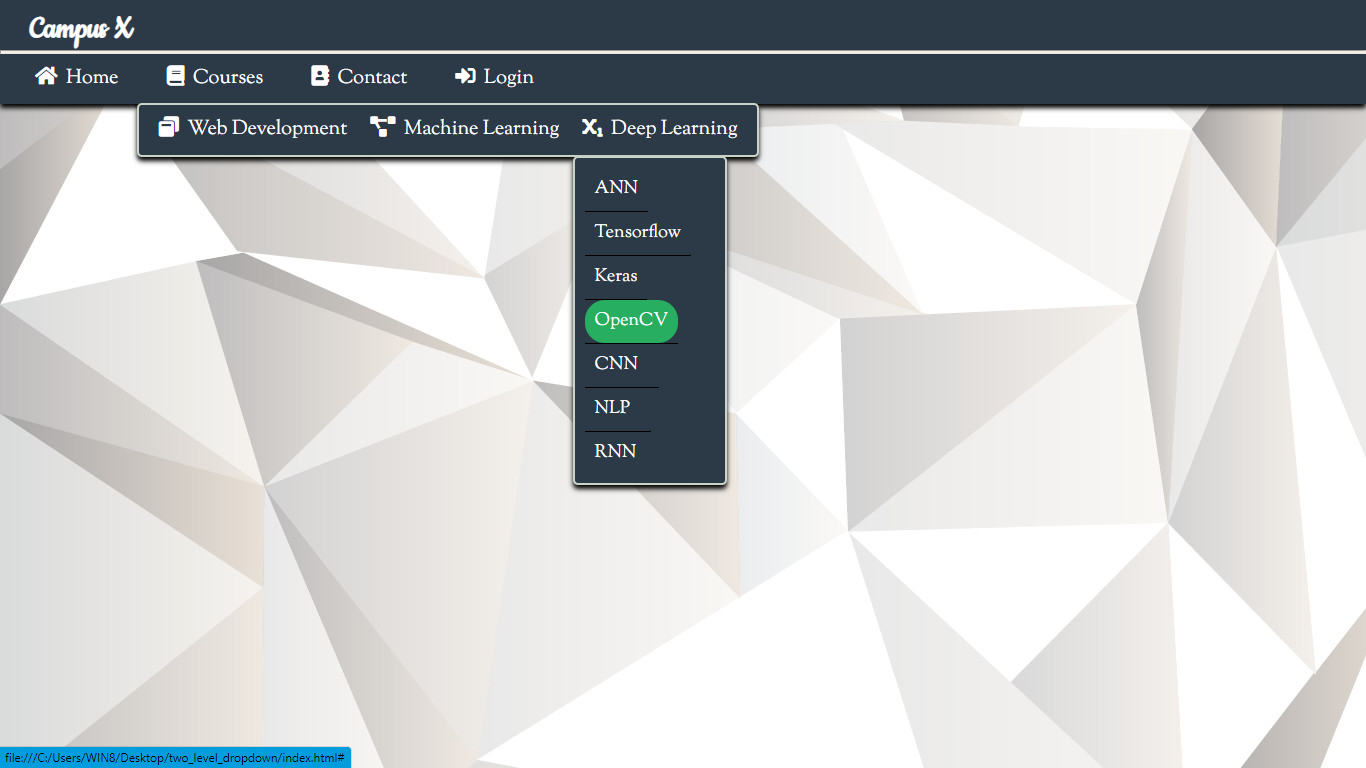 Campus X
Home Courses Contact Login
Web Development Machine Learning Deep Learning
ANN
Tensorflow
Keras
OpenCV
CNN
NLP
RNN
file:///C:/Users/WIN8/Desktop/two_level_dropdown/index.html#